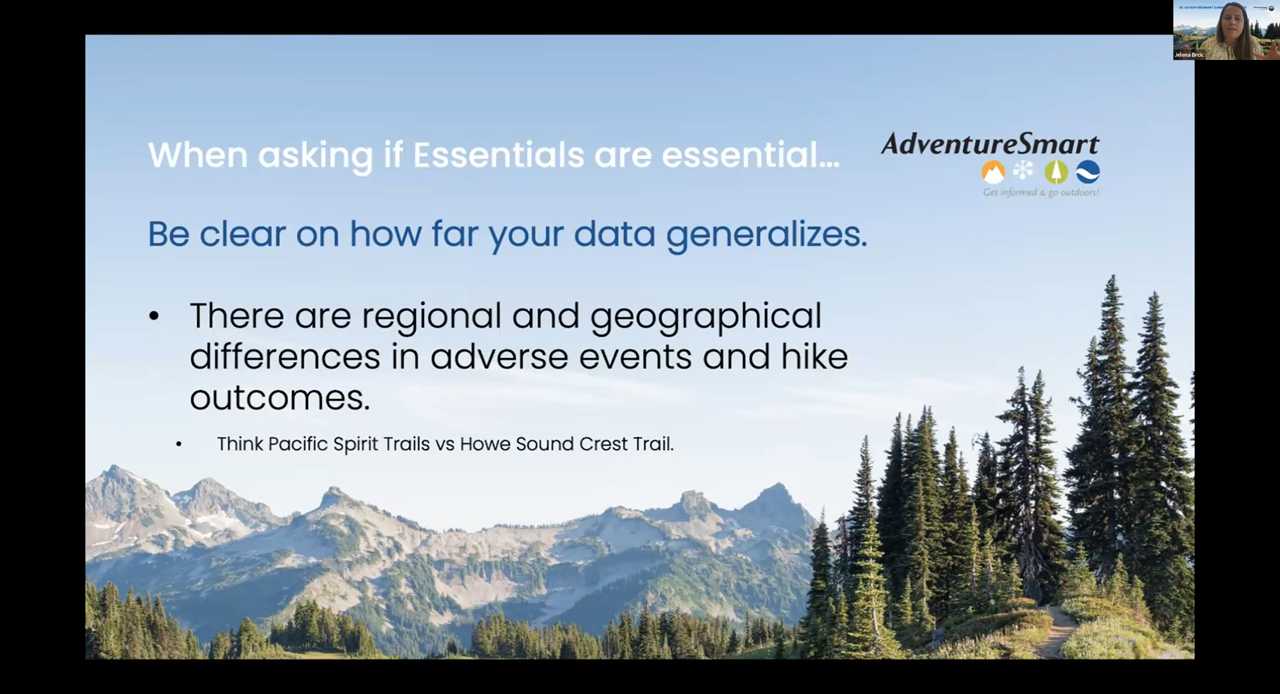 When asking if Essentials are essential...
AdventureSmart
Get informed & go outdoors!
Be clear on how far your data generalizes.
• There are regional and geographical
differences in adverse events and hike
outcomes.
• Think Pacific Spirit Trails vs Howe Sound Crest Trail.
Jelena Brcic